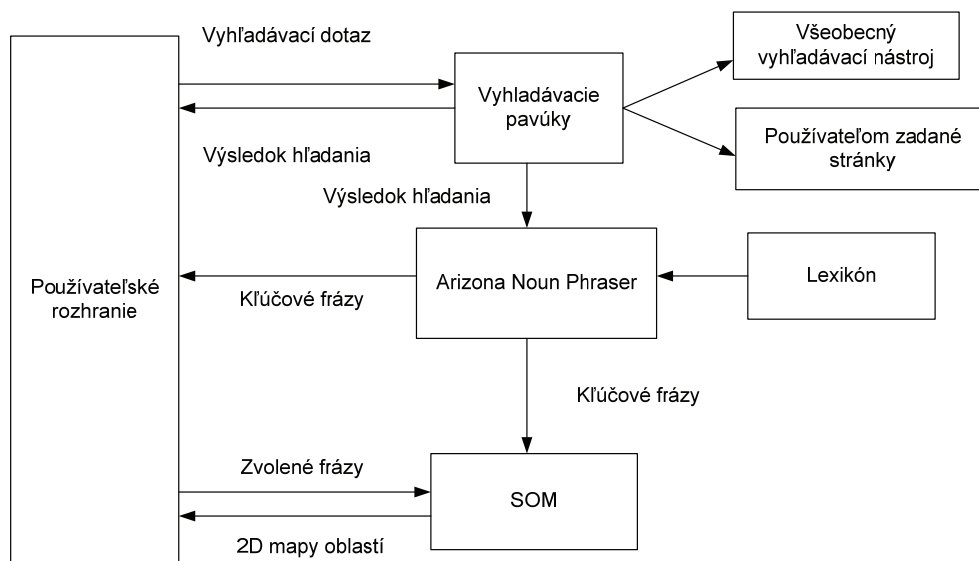 Vyhľadávací dotaz
Všeobecný
vyhľadávací nástroj
Vyhladávacie
pavúky
Používateľom zadané
stránky
Výsledok hľadania
Výsledok hľadania
Používateľské
rozhranie
Arizona Noun Phraser
Lexikón
Kľúčové frázy
Kľúčové frázy
Zvolené frázy
SOM
2D mapy oblastí